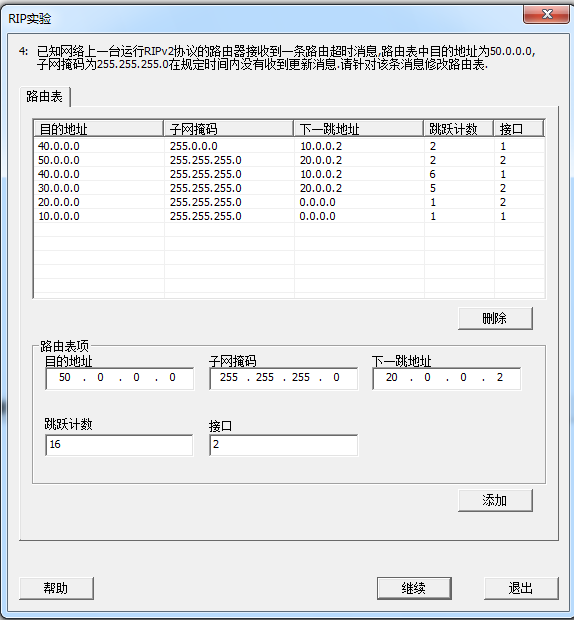 RIP实验
4: 已知网络上一台运行RIPv2协议的路由器接收到一条路由超时消息,路由表中目的地址为50.0.0.0,
子网掩码为255.255.255.0在规定时间内没有收到更新消息.请针对该条消息修改路由表.
路由表
目的地址 子网掩码 下一跳地址 跳跃计数 接口
40.0.0.0 255.0.0.0 10.0.0.2 2 1
50.0.0.0 255.255.255.0 20.0.0.2 2 2
40.0.0.0 255.255.255.0 10.0.0.2 6 1
30.0.0.0 255.255.255.0 20.0.0.2 5 2
20.0.0.0 255.255.255.0 0.0.0.0 1 2
10.0.0.0 255.255.255.0 0.0.0.0 1 1
删除
路由表项
目的地址 子网掩码 下一跳地址
50 . 0 . 0 . 0 255 . 255 . 255 . 0 20 . 0 . 0 . 2
跳跃计数 接口
16 2
添加
帮助 继续 退出